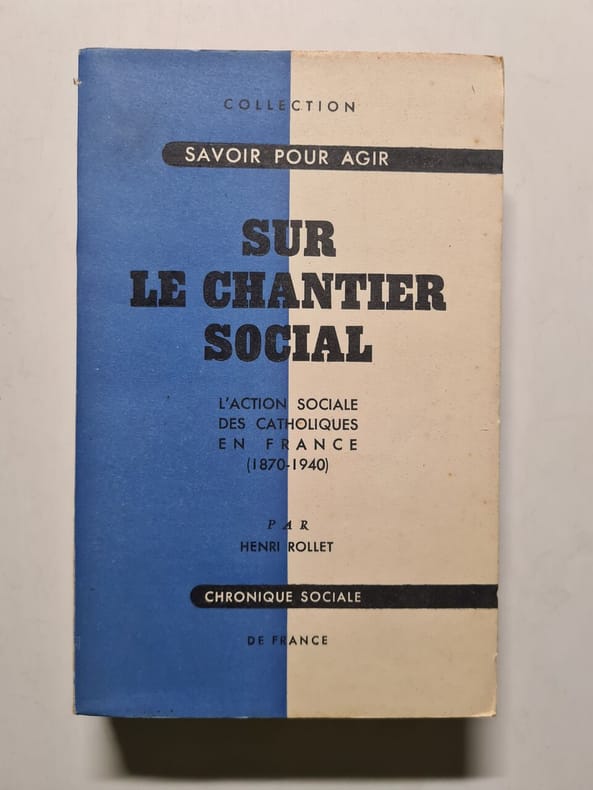 COLLECTION
SAVOIR POUR AGIR
SUR
LE CHANTIER
SOCIAL
L'ACTION SOCIALE
DES CATHOLIQUES
EN FRANCE
(1870-1940)
PAR
HENRI ROLLET
CHRONIQUE SOCIALE
DE FRANCE